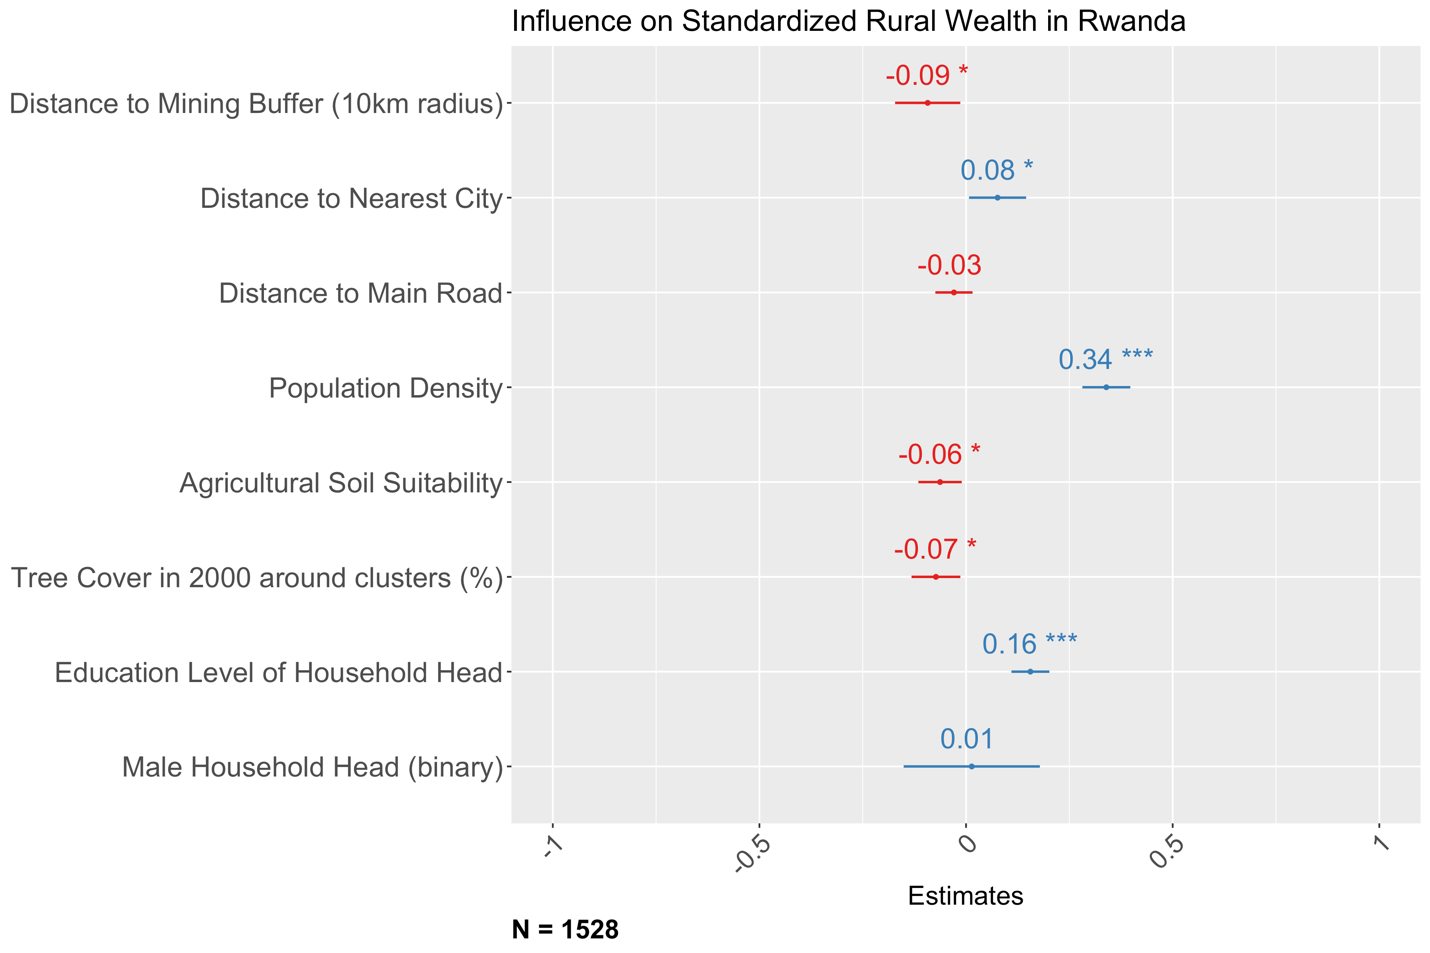 Influence on Standardized Rural Wealth in Rwanda
Distance to Mining Buffer (10km radius)
-0.09 *
Distance to Nearest City
0.08 *
Distance to Main Road
-0.03
Population Density
0.34 ***
Agricultural Soil Suitability
-0.06 *
Tree Cover in 2000 around clusters (%)
-0.07 *
Education Level of Household Head
0.16 ***
Male Household Head (binary)
0.01
-1 -0.5 0 0.5 1
Estimates
N = 1528